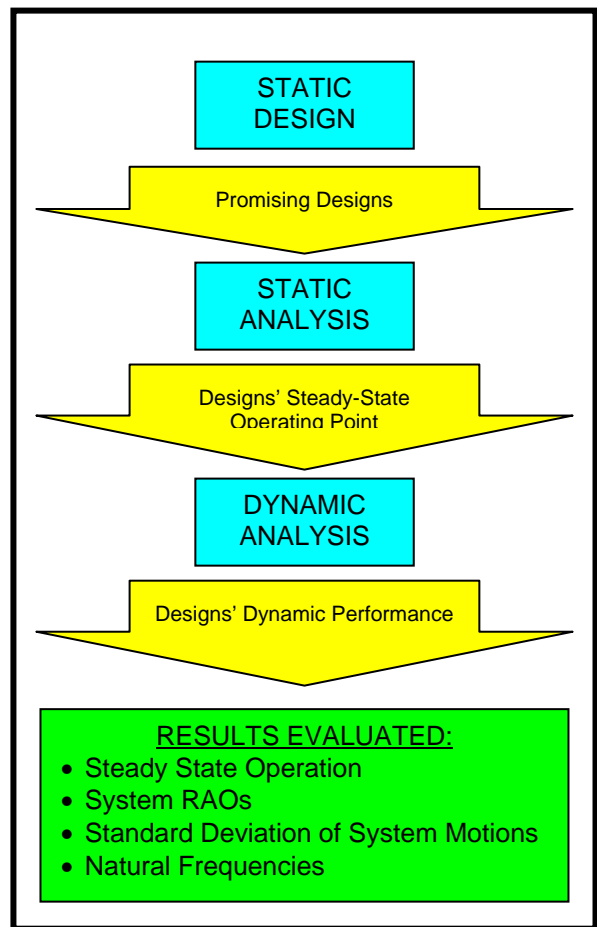 STATIC
DESIGN
Promising Designs
STATIC
ANALYSIS
Designs’ Steady-State
Operating Point
DYNAMIC
ANALYSIS
Designs’ Dynamic Performance
RESULTS EVALUATED:
• Steady State Operation
• System RAOs
• Standard Deviation of System Motions
• Natural Frequencies